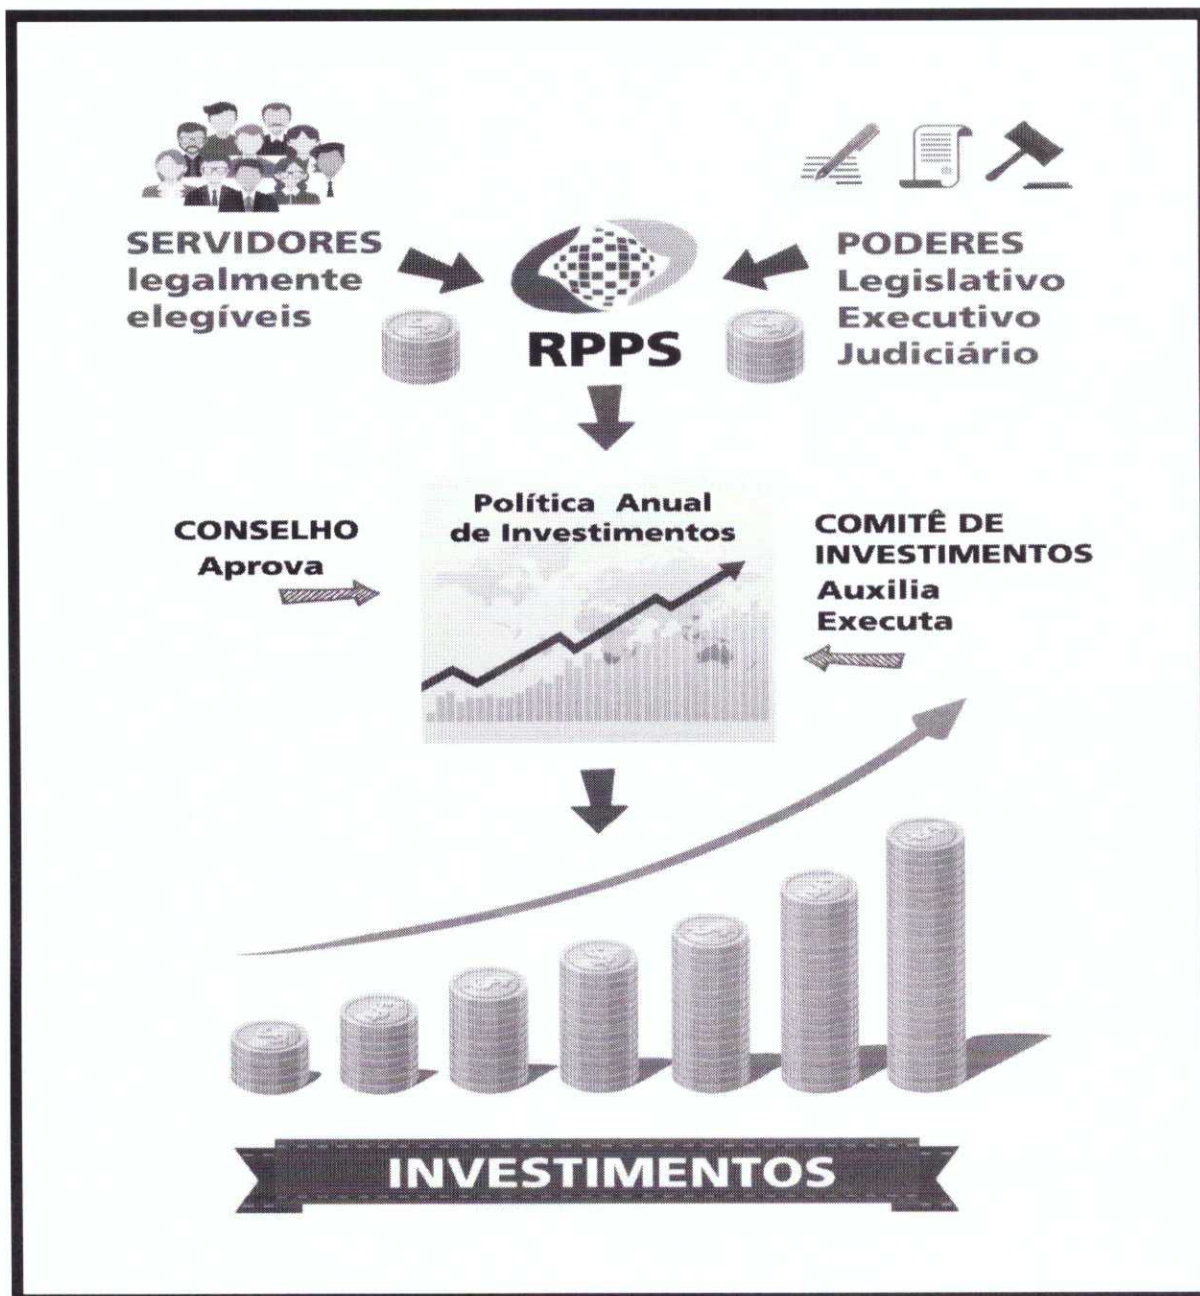 SERVIDORES
legalmente
elegíveis
RPPS
PODERES
Legislativo
Executivo
Judiciário
CONSELHO
Aprova
Política Anual
de Investimentos
COMITÊ DE
INVESTIMENTOS
Auxilia
Executa
INVESTIMENTOS